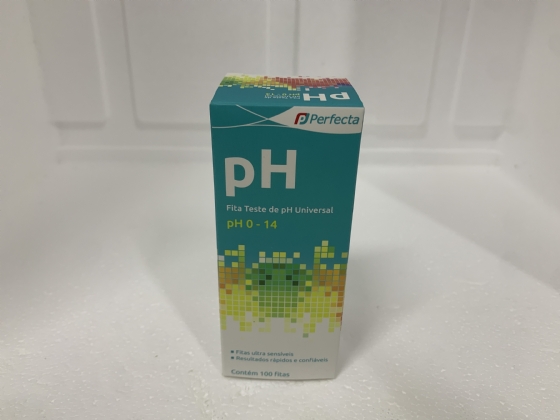 pH
Perfecta
pH
Fita Teste de pH Universal
pH 0 - 14
• Fitas ultra sensíveis
• Resultados rápidos e confiáveis
Contém 100 fitas